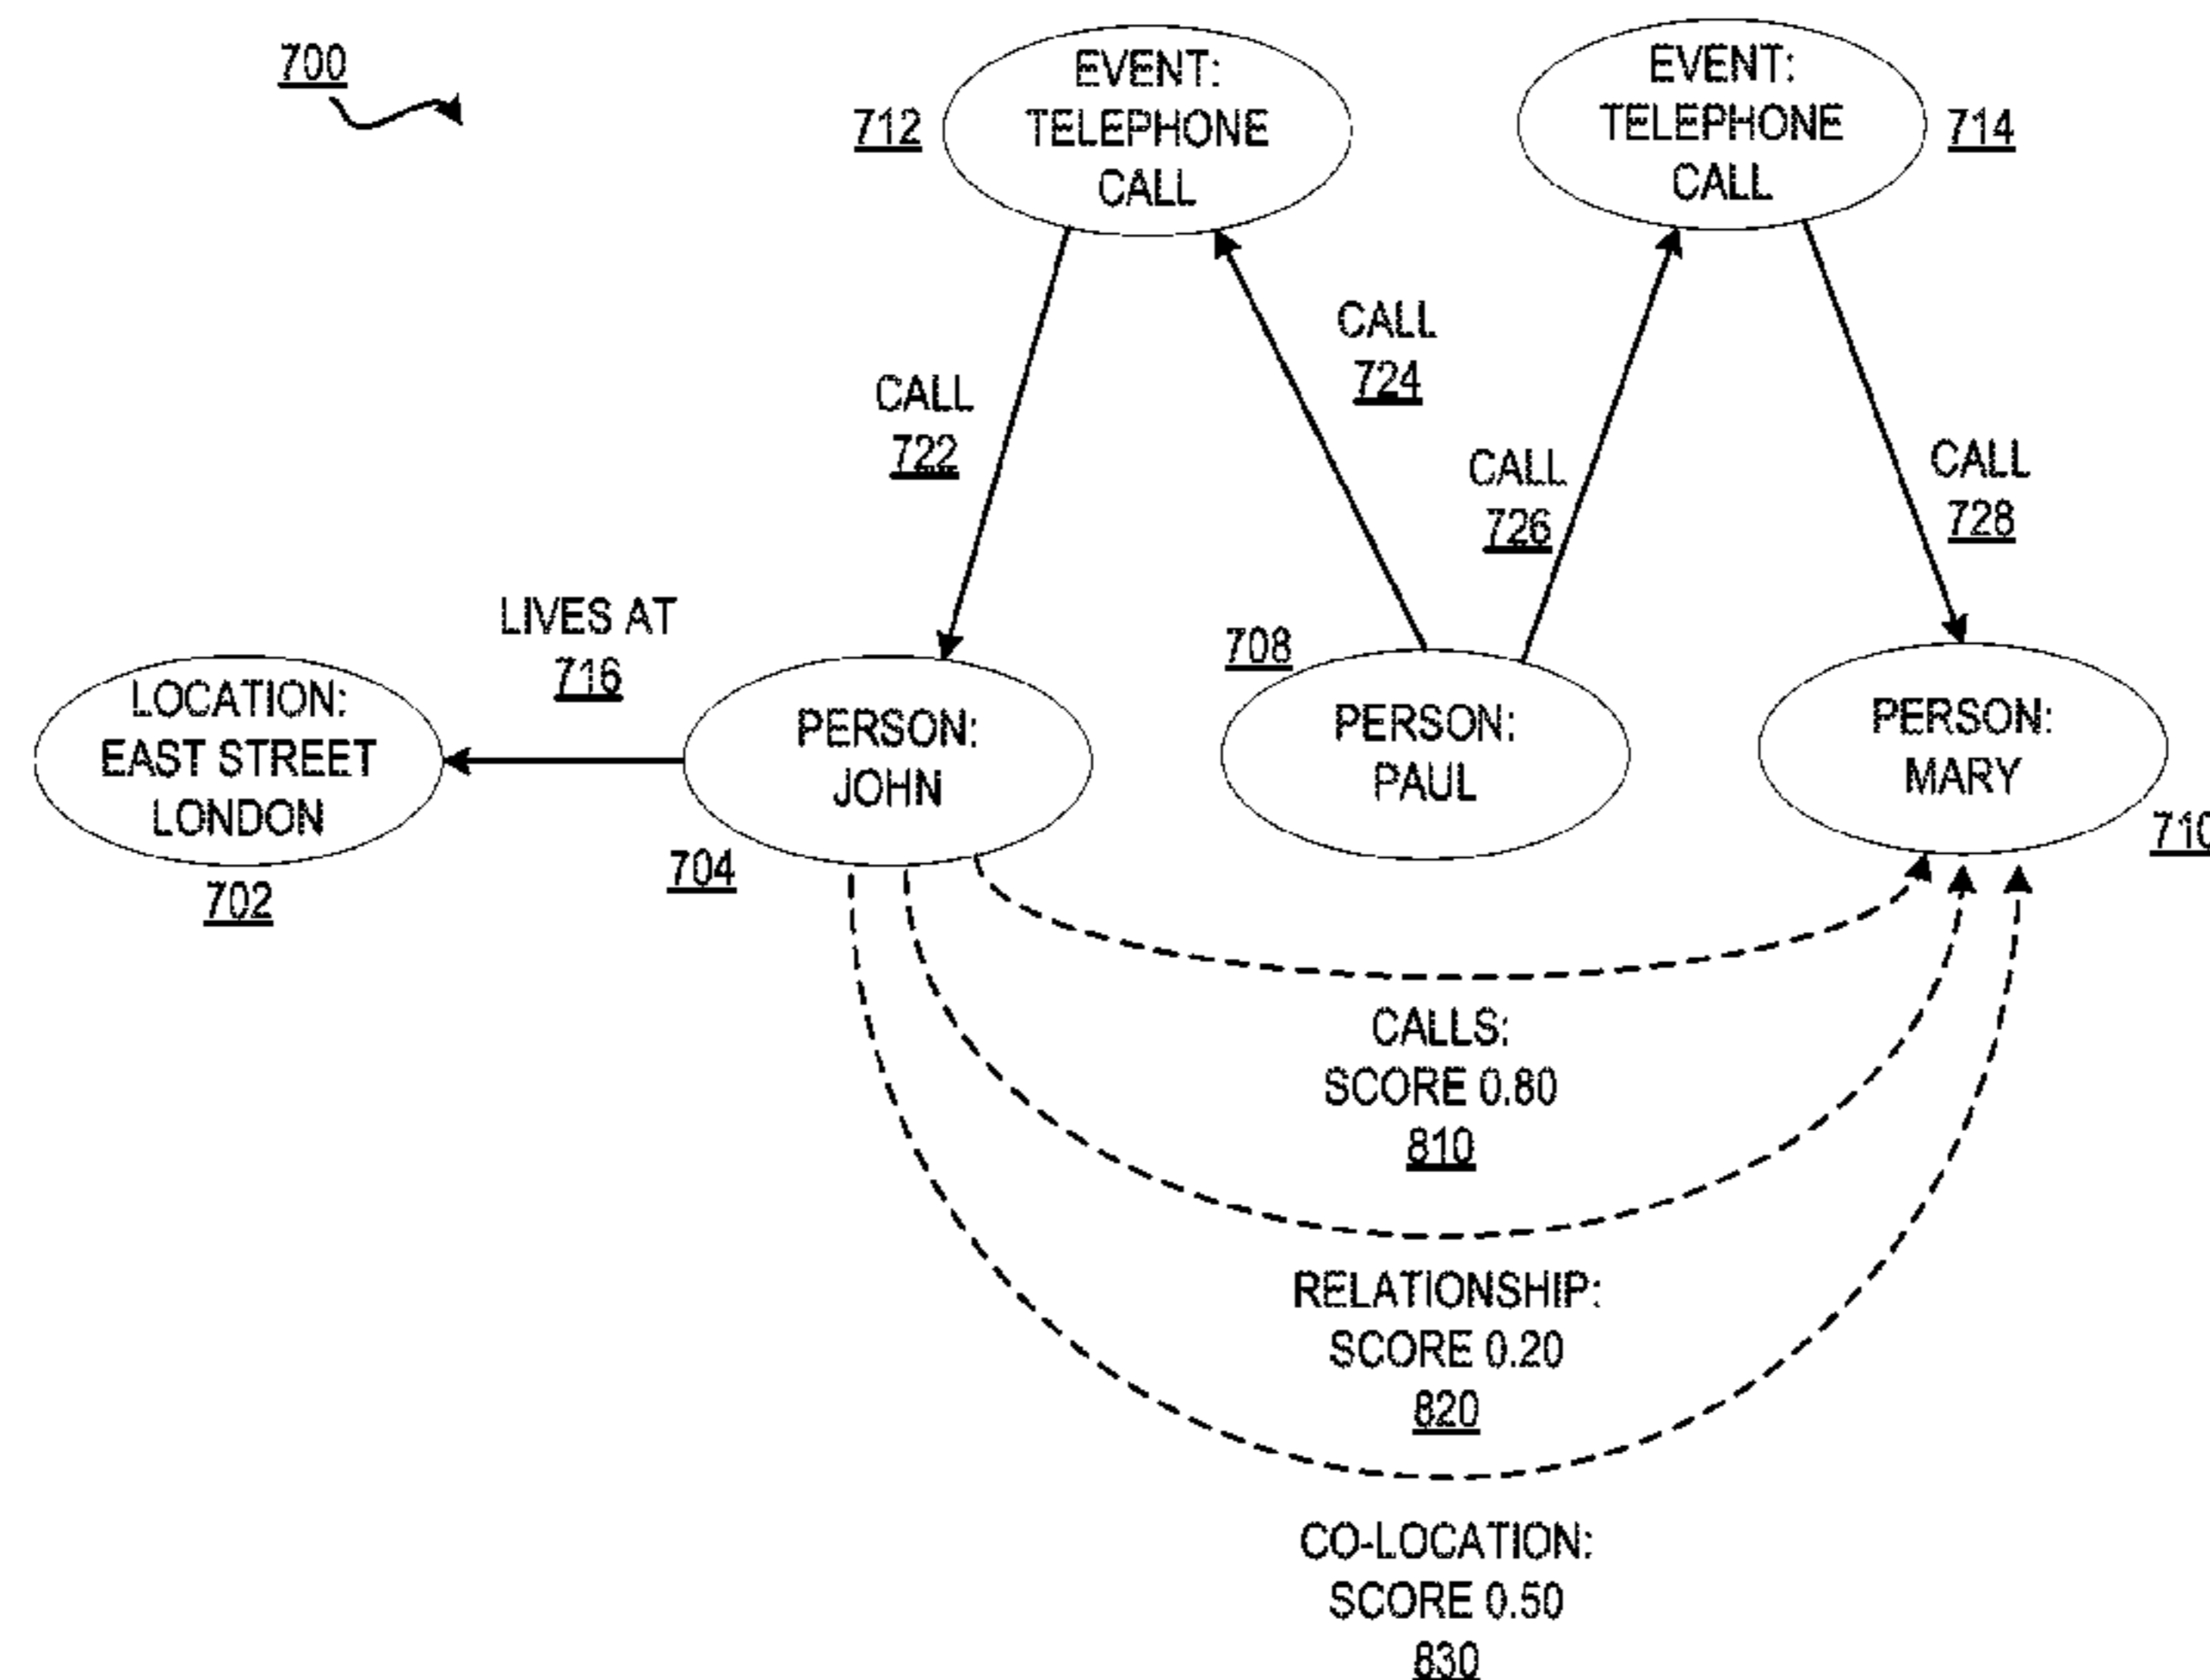 700
712
EVENT:
TELEPHONE
CALL
EVENT:
TELEPHONE
CALL
714
CALL
722
CALL
724
CALL
726
CALL
728
LIVES AT
716
LOCATION:
EAST STREET
LONDON
702
PERSON:
JOHN
704
708
PERSON:
PAUL
PERSON:
MARY
710
CALLS:
SCORE 0.80
810
RELATIONSHIP:
SCORE 0.20
820
CO-LOCATION:
SCORE 0.50
830